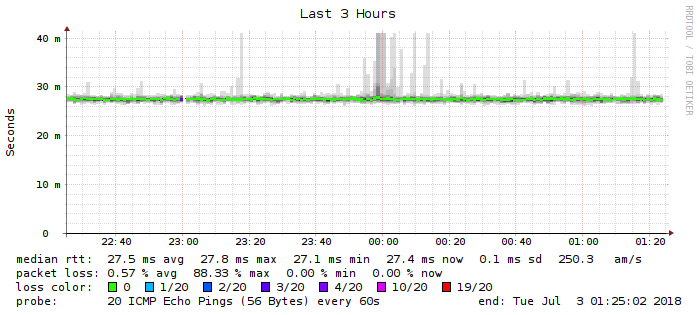 Last 3 Hours
RRDTOOL / TOBI OETIKER
Seconds
40 m
30 m
20 m
10 m
0
22:40 23:00 23:20 23:40 00:00 00:20 00:40 01:00 01:20
median rtt: 27.5 ms avg 27.8 ms max 27.1 ms min 27.4 ms now 0.1 ms sd 250.3 am/s
packet loss: 0.57 % avg 88.33 % max 0.00 % min 0.00 % now
loss color: 0 1/20 2/20 3/20 4/20 10/20 19/20
probe: 20 ICMP Echo Pings (56 Bytes) every 60s end: Tue Jul 3 01:25:02 2018